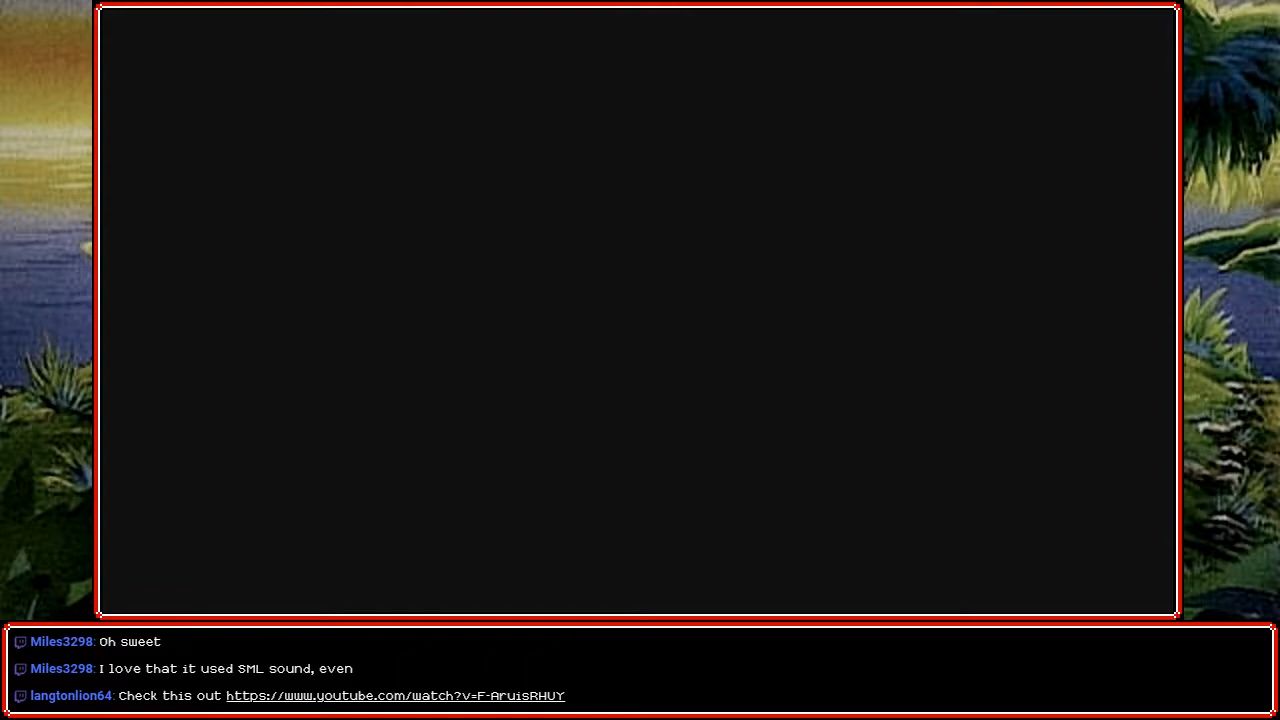 Miles3298: Oh sweet
Miles3298: I love that it used SML sound, even
langtonlion64: Check this out https://www.youtube.com/watch?v=F-AruisRHUY